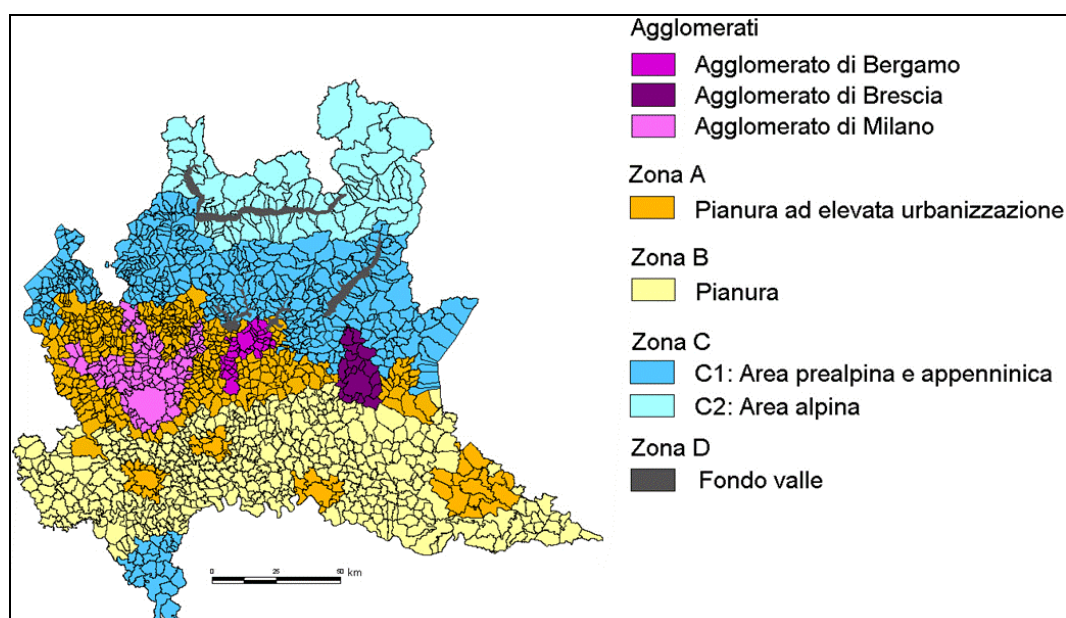 Agglomerati
Agglomerato di Bergamo
Agglomerato di Brescia
Agglomerato di Milano
Zona A
Pianura ad elevata urbanizzazione
Zona B
Pianura
Zona C
C1: Area prealpina e appenninica
C2: Area alpina
Zona D
Fondo valle
0 25 50 km